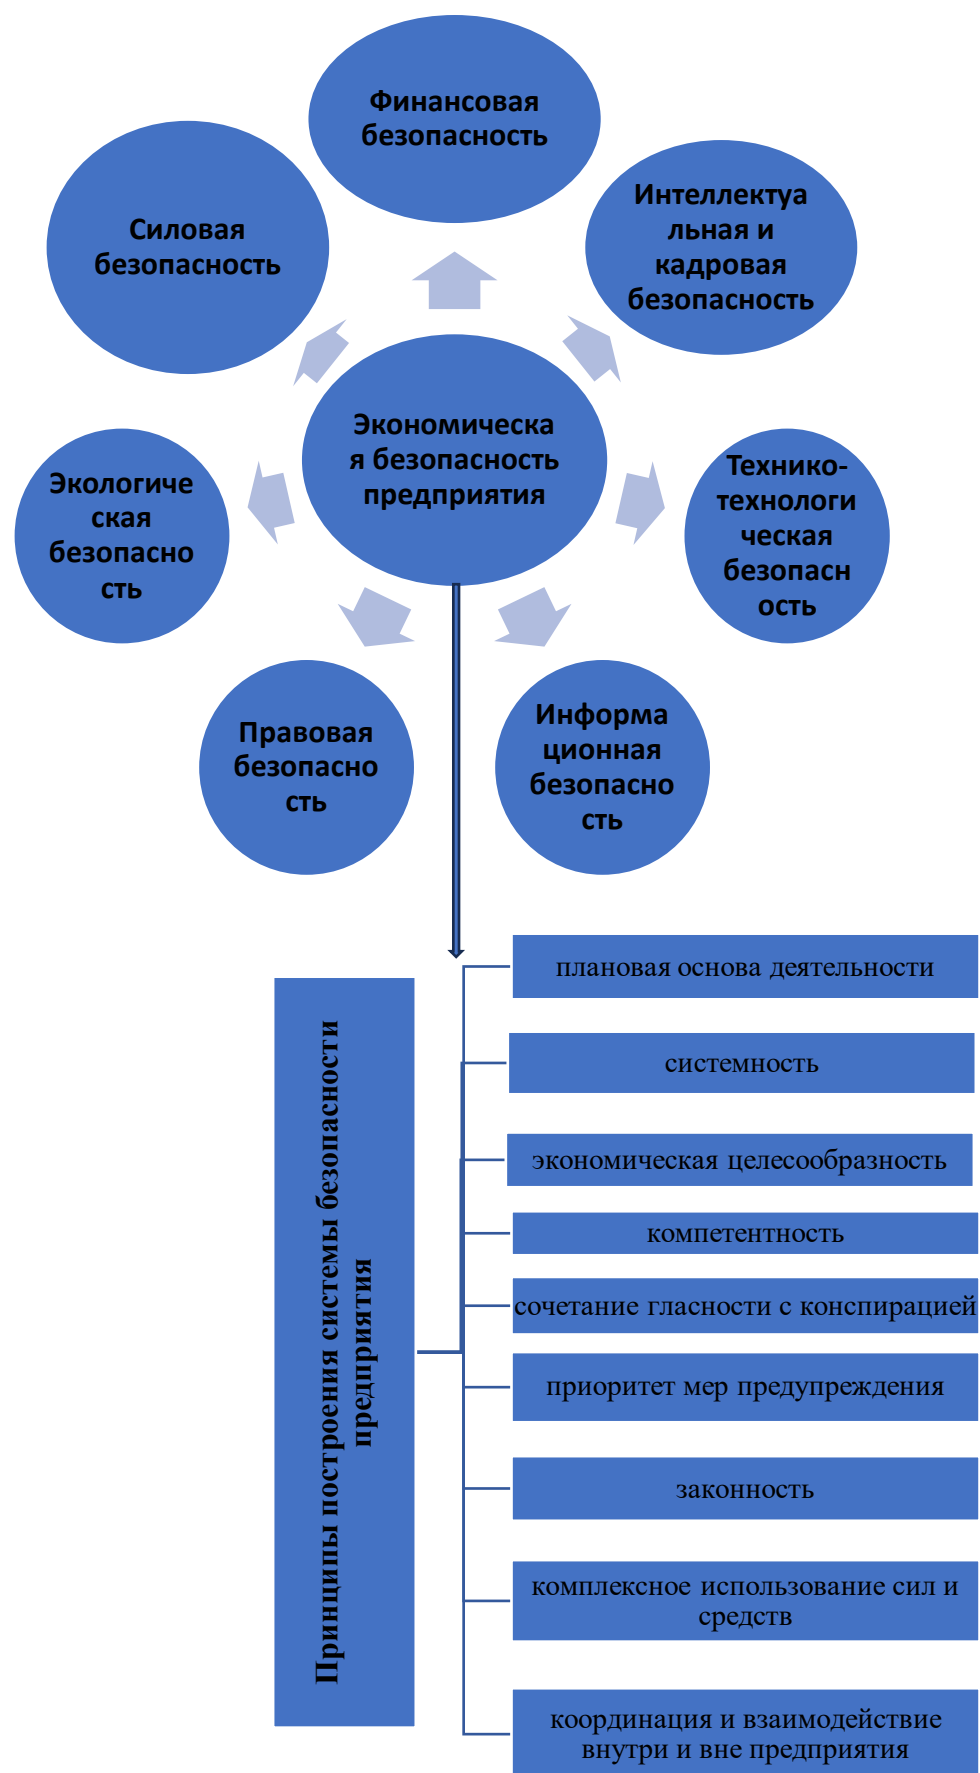 Финансовая
безопасность
Силовая
безопасность
Интеллектуа
льная и
кадровая
безопасность
Экономическа
я безопасность
предприятия
Экологиче
ская
безопасно
сть
Технико-
технологи
ческая
безопасн
ость
Правовая
безопасно
сть
Информа
ционная
безопасно
сть
Принципы построения системы безопасности
предприятия
плановая основа деятельности
системность
экономическая целесообразность
компетентность
сочетание гласности с конспирацией
приоритет мер предупреждения
законность
комплексное использование сил и
средств
координация и взаимодействие
внутри и вне предприятия